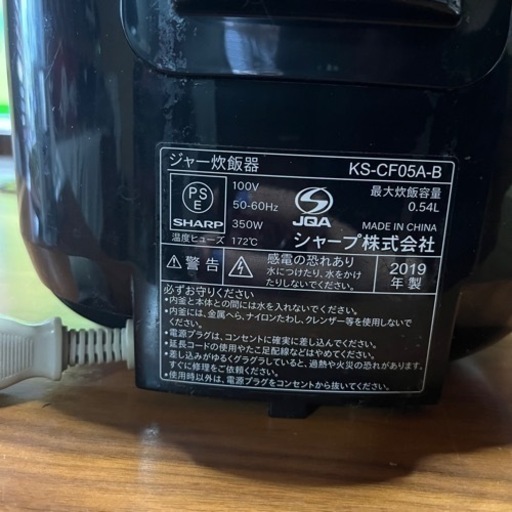 ジャー炊飯器 KS-CF05A-B
PS
E
SHARP
100V
50-60Hz
350W
温度ヒューズ 172℃
JQA
最大炊飯容量
0.54L
MADE IN CHINA
シャープ株式会社
警告
感電の恐れあり
水につけたり、水をかけ
たりしないでください。
2019
年 製
必ずお守りください
・内釜と本体との間には水を入れないでください。
・内釜には、金属へら、ナイロンたわし、クレンザー等を使用しない
でください。
・電源プラグは、コンセントに確実に差し込んでください。
・延長コードの使用やたこ足配線などはやめてください。
・差し込みがゆるくグラグラしていると、過熱や火災の恐れがあります。
すぐに修理をご依頼ください。
・使用時以外は、電源プラグをコンセントから抜いてください。